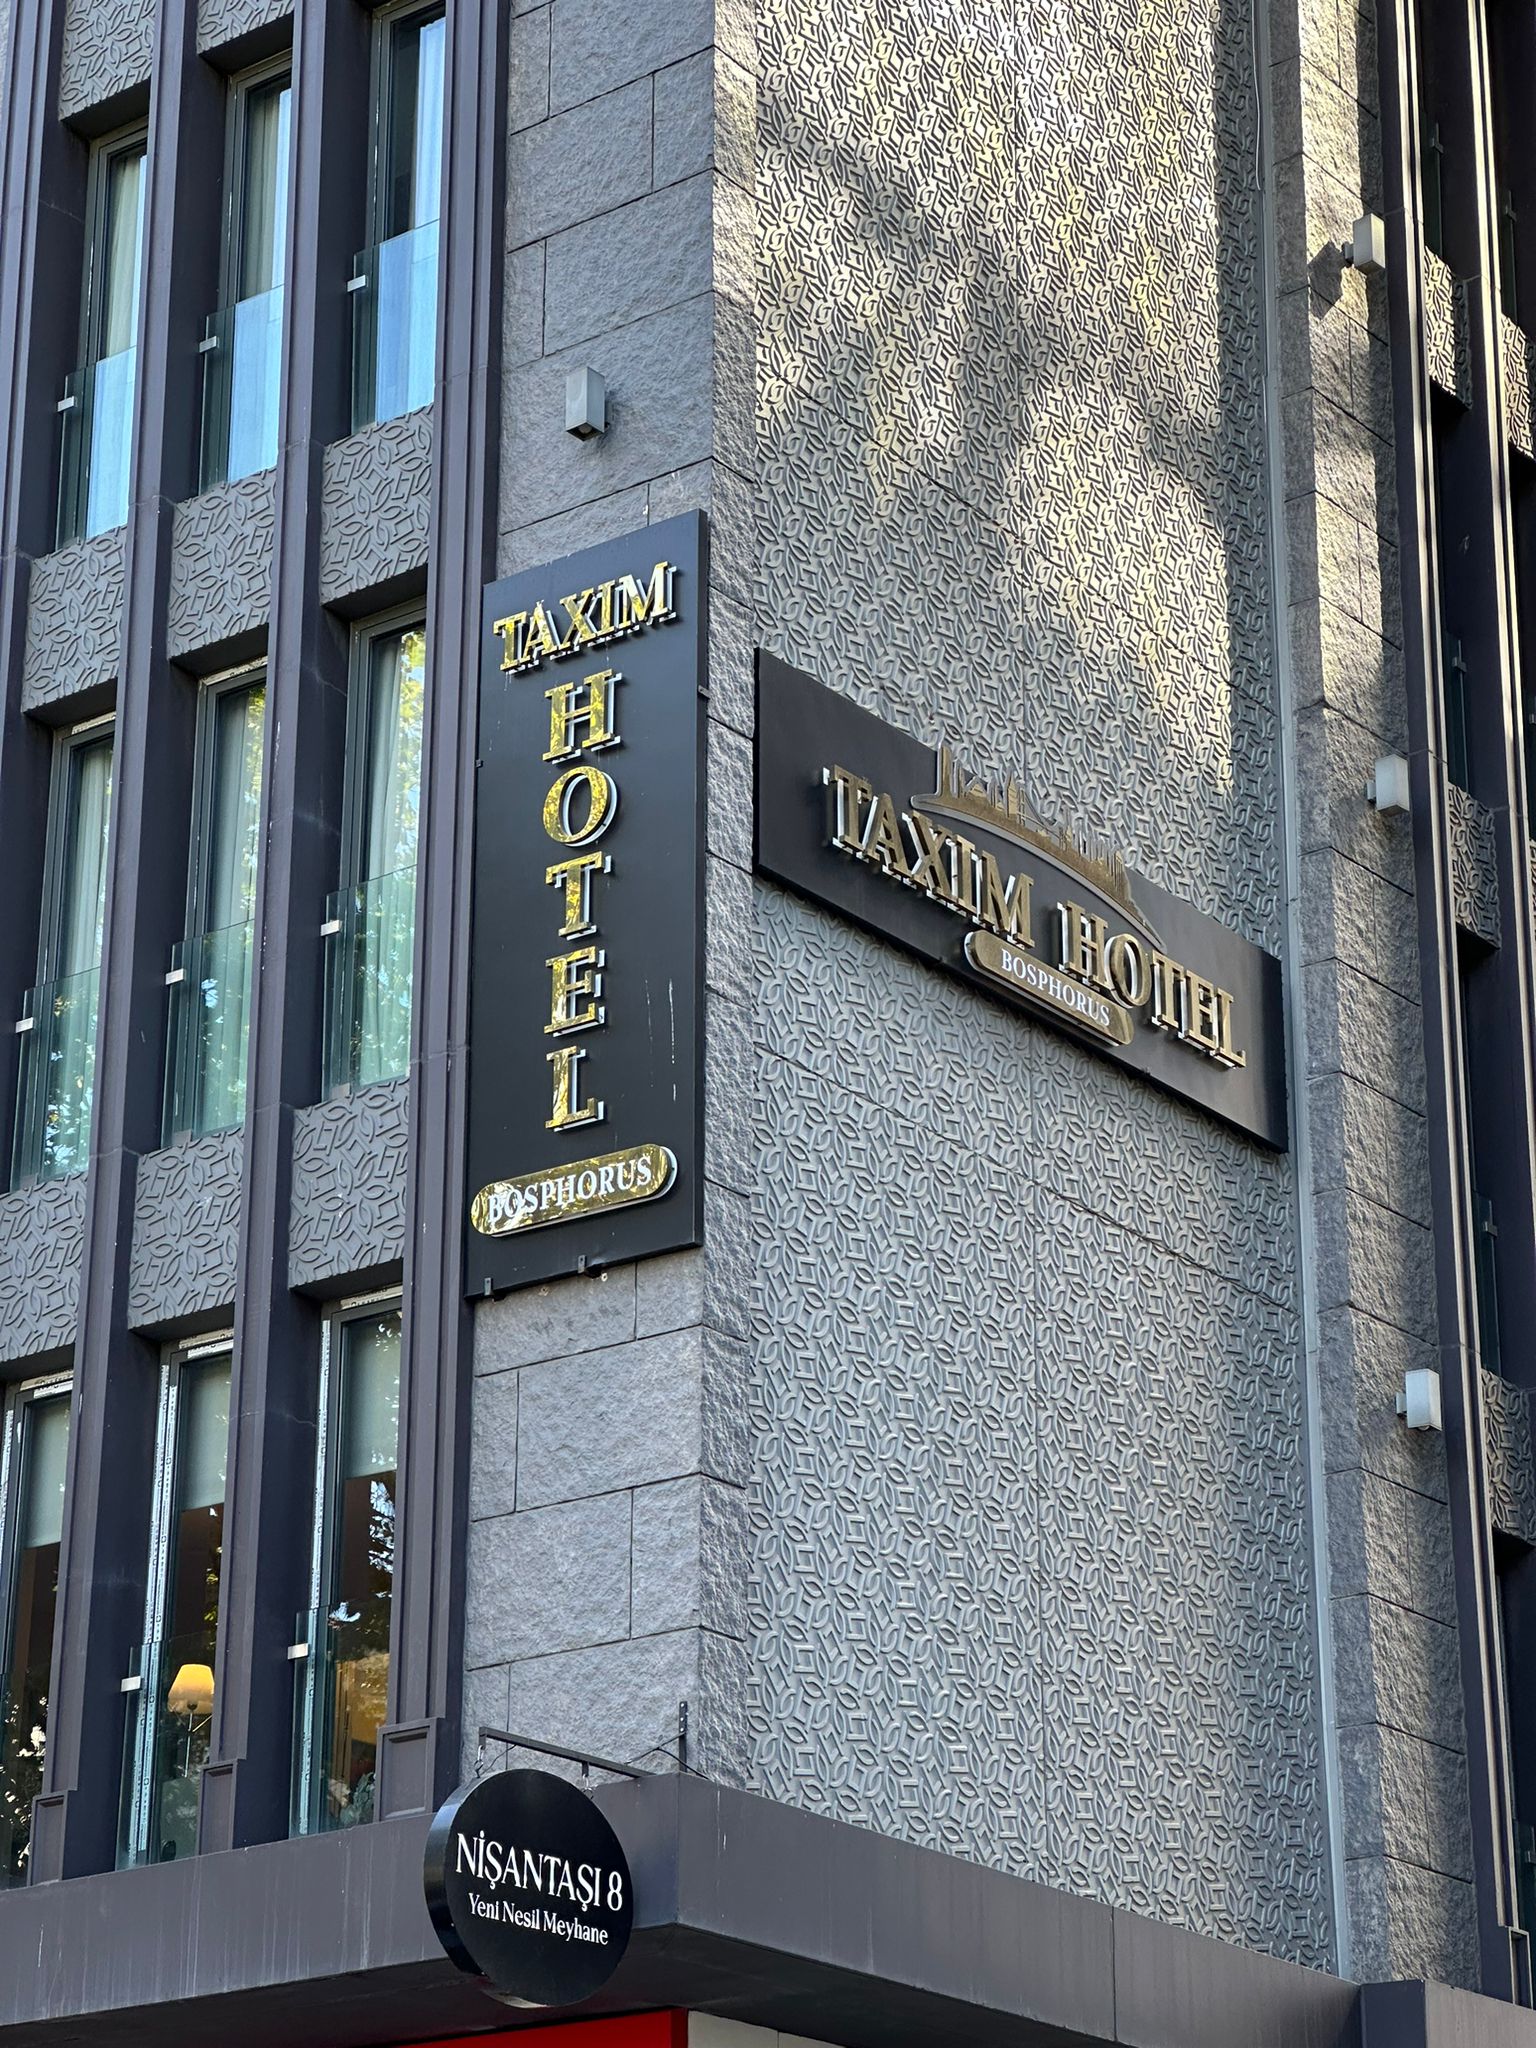 TAXIM
HOTEL
BOSPHORUS
TAXIM HOTEL
BOSPHORUS
NİŞANTAŞI 8
Yeni Nesil Meyhane